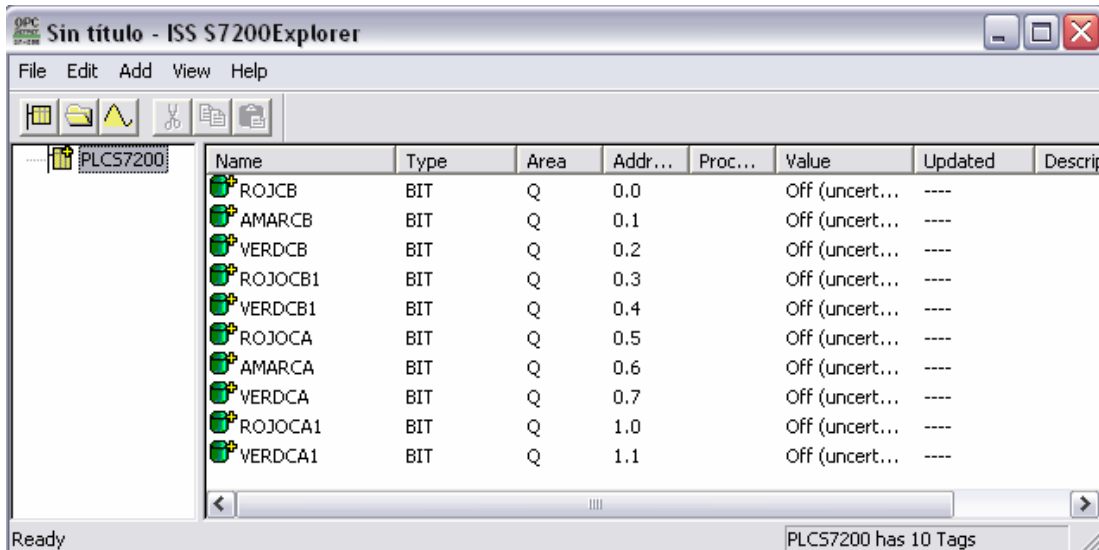 OPC
Sin título - ISS S7200Explorer
File Edit Add View Help
PLCS7200
Name Type Area Addr... Proc... Value Updated Descrip
ROJCB BIT Q 0.0 Off (uncert... ----
AMARCB BIT Q 0.1 Off (uncert... ----
VERDCB BIT Q 0.2 Off (uncert... ----
ROJOCB1 BIT Q 0.3 Off (uncert... ----
VERDCB1 BIT Q 0.4 Off (uncert... ----
ROJOCA BIT Q 0.5 Off (uncert... ----
AMARCA BIT Q 0.6 Off (uncert... ----
VERDCA BIT Q 0.7 Off (uncert... ----
ROJOCA1 BIT Q 1.0 Off (uncert... ----
VERDCA1 BIT Q 1.1 Off (uncert... ----
Ready PLCS7200 has 10 Tags